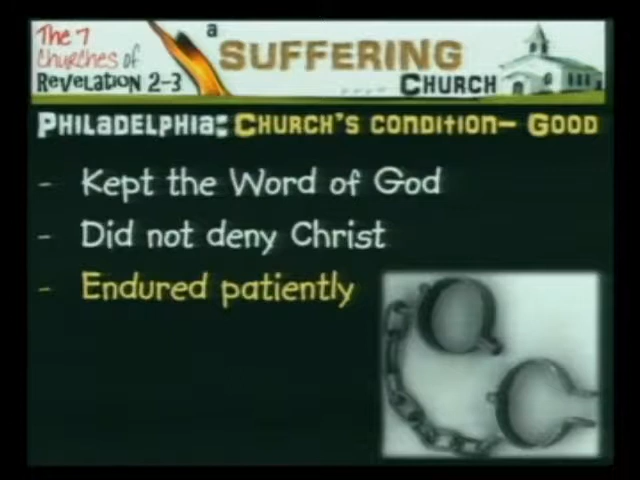 The 7
Churches of
Revelation 2-3
a
SUFFERING
CHURCH
PHILADELPHIA: CHURCH'S CONDITION- GOOD
- Kept the Word of God
- Did not deny Christ
- Endured patiently